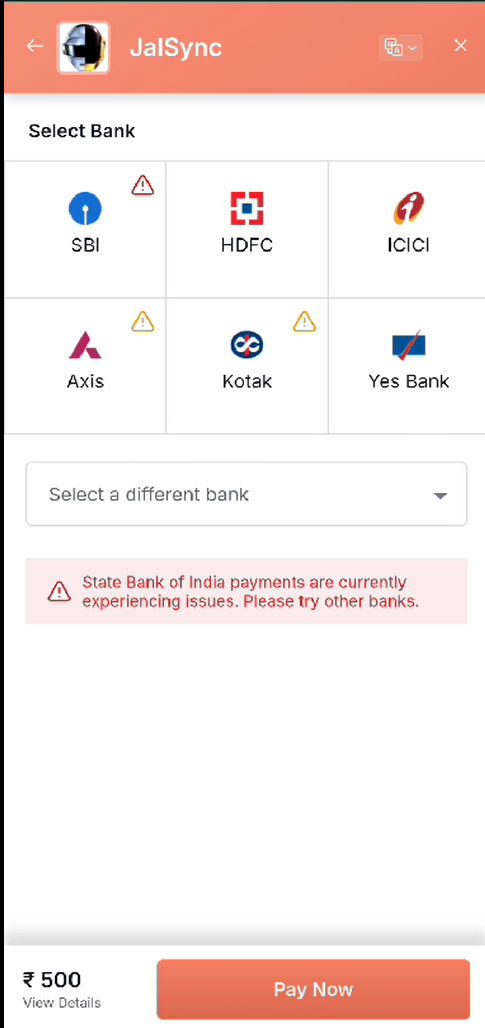 JalSync
Select Bank
SBI
HDFC
ICICI
Axis
Kotak
Yes Bank
Select a different bank
State Bank of India payments are currently
experiencing issues. Please try other banks.
₹ 500
View Details
Pay Now